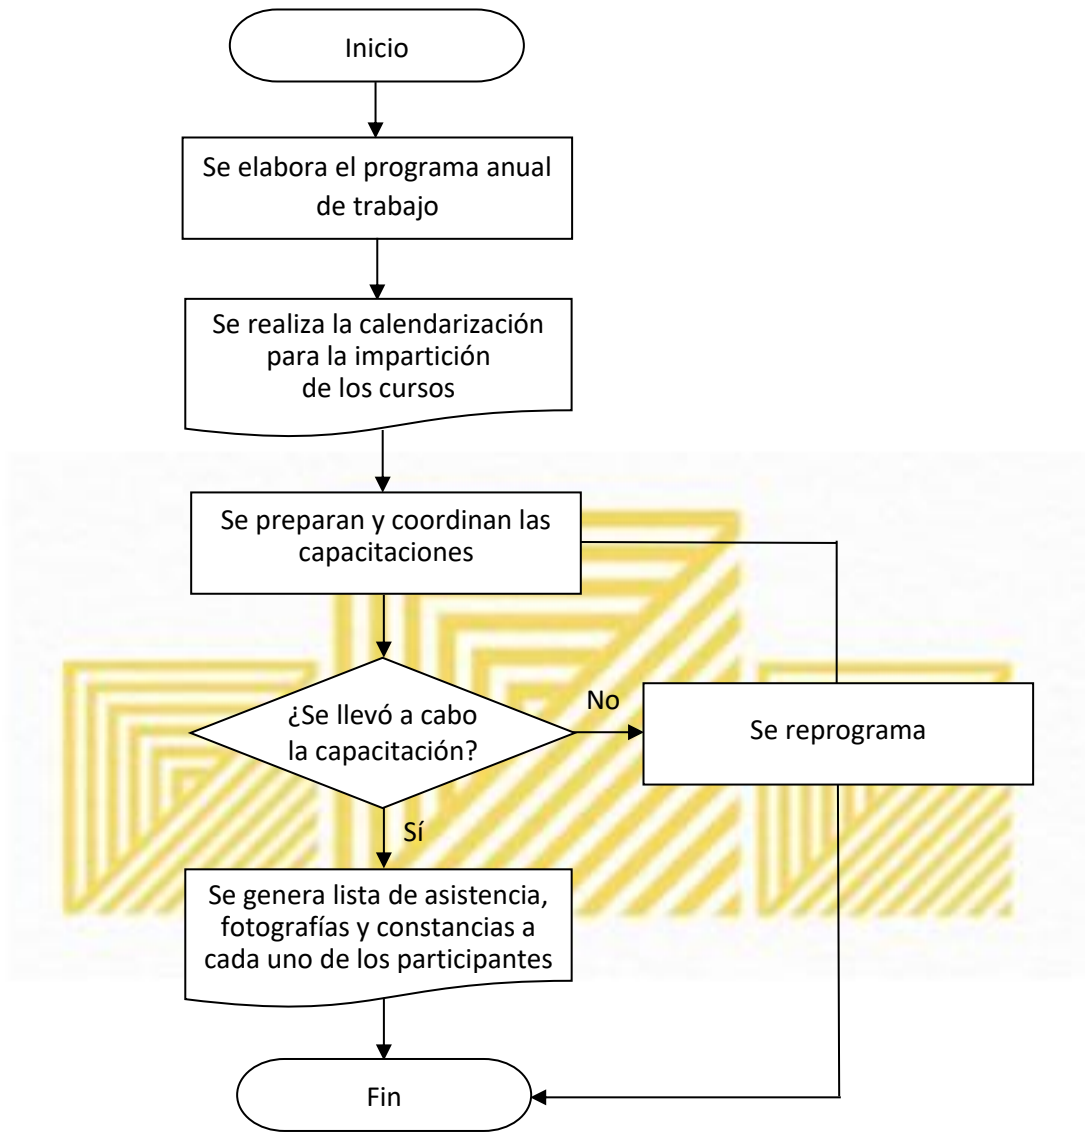 Inicio
Se elabora el programa anual
de trabajo
Se realiza la calendarización
para la impartición
de los cursos
Se preparan y coordinan las
capacitaciones
¿Se llevó a cabo
la capacitación?
No
Se reprograma
Sí
Se genera lista de asistencia,
fotografías y constancias a
cada uno de los participantes
Fin